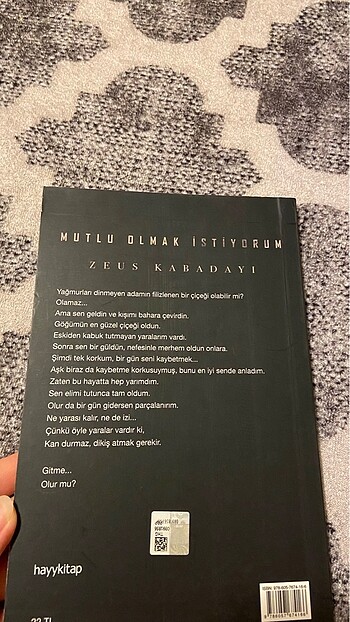 MUTLU OLMAK İSTİYORUM
ZEUS KABADAYI
Yağmurları dinmeyen adamın filizlenen bir çiçeği olabilir mi?
Olamaz...
Ama sen geldin ve kışımı bahara çevirdin.
Göğümün en güzel çiçeği oldun.
Eskiden kabuk tutmayan yaralarım vardı.
Sonra sen bir güldün, nefesinle merhem oldun onlara.
Şimdi tek korkum, bir gün seni kaybetmek...
Aşk biraz da kaybetme korkusuymuş, bunu en iyi sende anladım.
Zaten bu hayatta hep yarımdım.
Sen elimi tutunca tam oldum.
Olur da bir gün gidersen parçalanırım.
Ne yarası kalır, ne de izi...
Çünkü öyle yaralar vardır ki,
Kan durmaz, dikiş atmak gerekir.
Gitme...
Olur mu?
hayykitap
22 TL